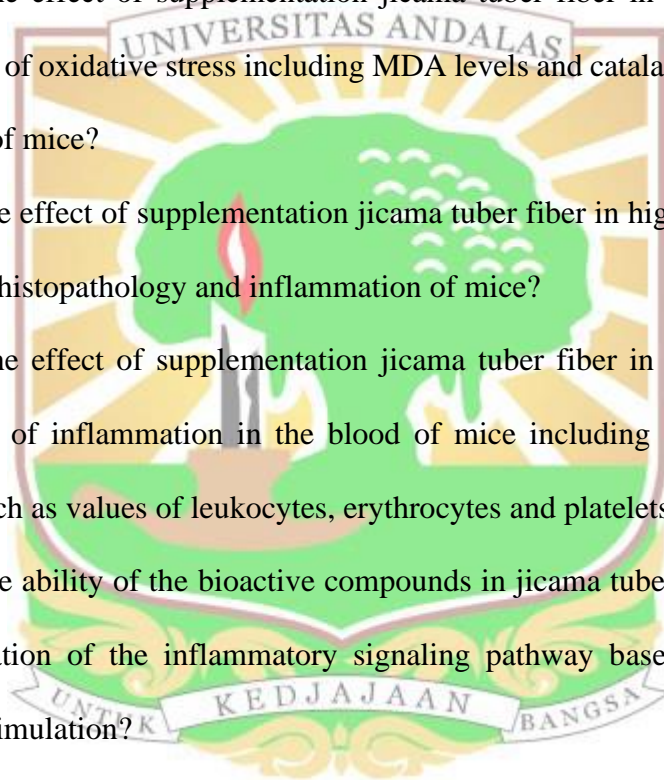 he effect of supplementation jicama tuber fiber in
UNIVERSITAS ANDALAS
of oxidative stress including MDA levels and catala
of mice?
e effect of supplementation jicama tuber fiber in hig
histopathology and inflammation of mice?
he effect of supplementation jicama tuber fiber in
of inflammation in the blood of mice including
ch as values of leukocytes, erythrocytes and platelets
e ability of the bioactive compounds in jicama tube
ation of the inflammatory signaling pathway base
UNTUK KEDJAJAAN BANGSA
imulation?